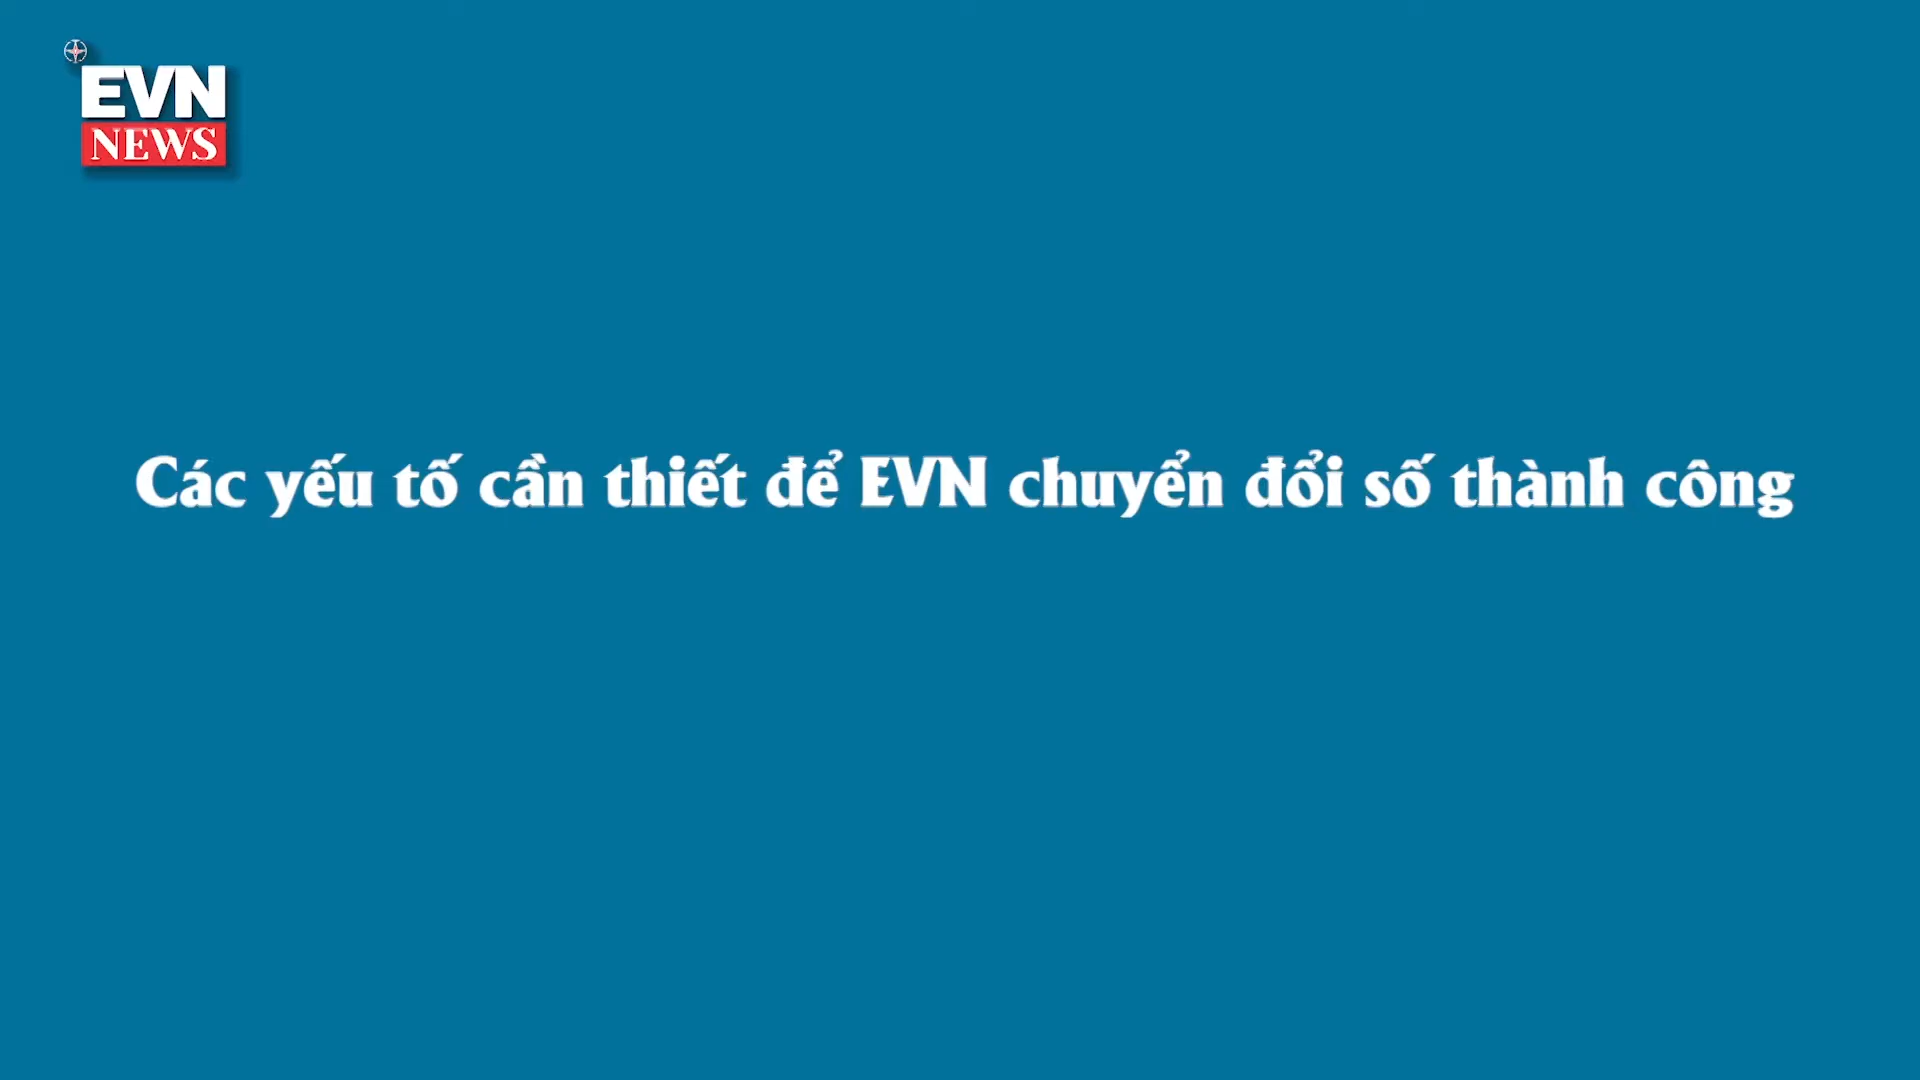 EVN
NEWS
Các yếu tố cần thiết để EVN chuyển đổi số thành công